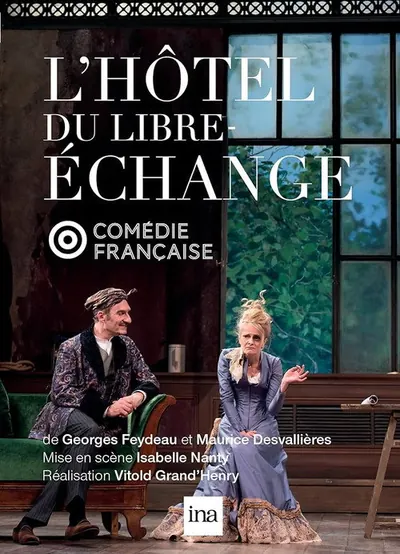 L'HÔTEL
DU LIBRE-
ÉCHANGE
COMÉDIE
FRANÇAISE
de Georges Feydeau et Maurice Desvallières
Mise en scène Isabelle Nanty
Réalisation Vitold Grand'Henry
ina